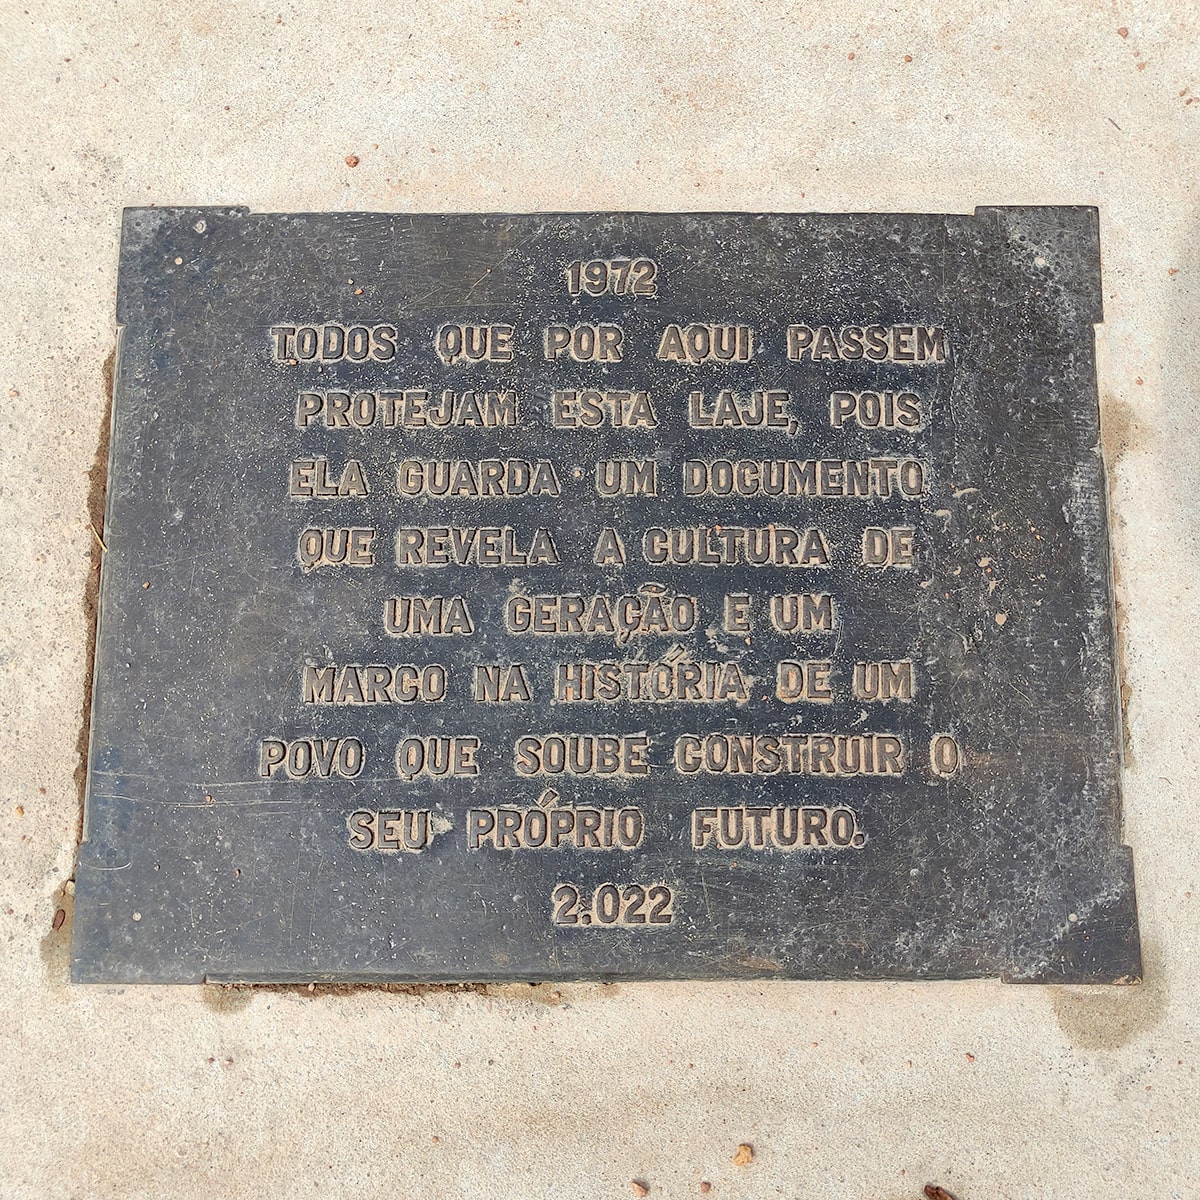 1972
TODOS QUE POR AQUI PASSEM
PROTEJAM ESTA LAJE, POIS
ELA GUARDA UM DOCUMENTO
QUE REVELA A CULTURA DE
UMA GERAÇÃO E UM
MARCO NA HISTÓRIA DE UM
POVO QUE SOUBE CONSTRUIR O
SEU PRÓPRIO FUTURO.
2.022